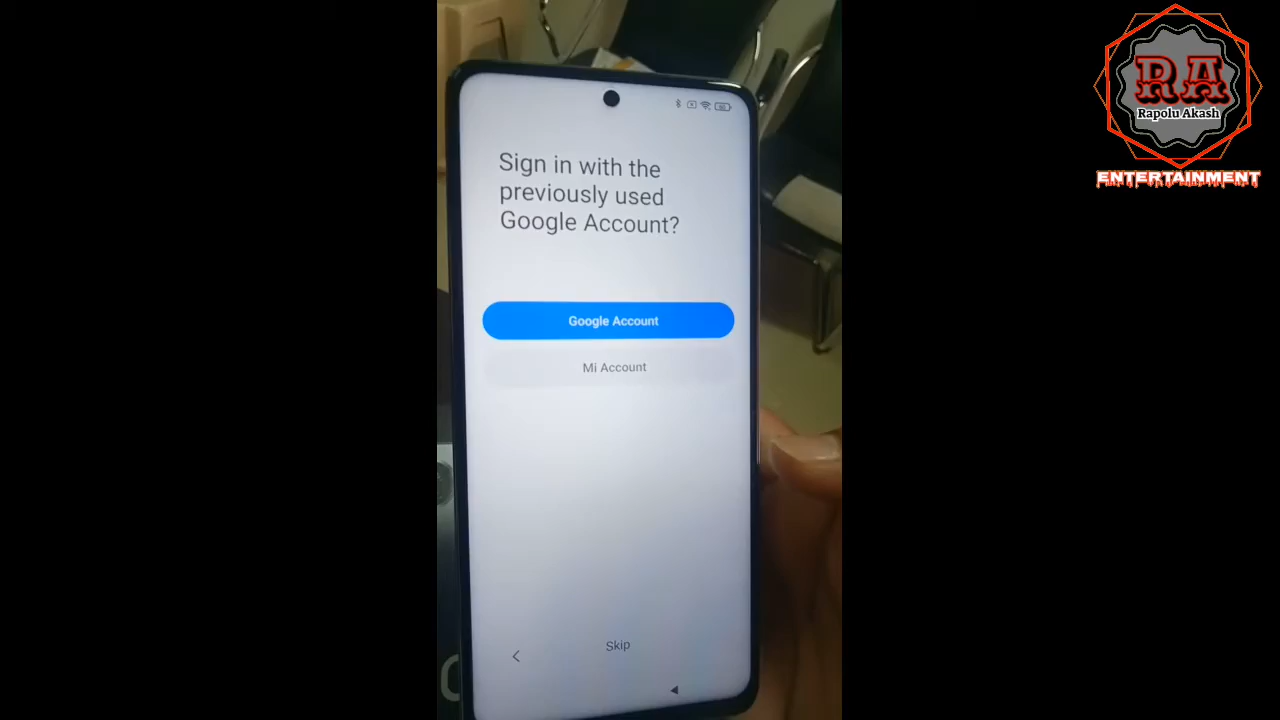 Sign in with the
previously used
Google Account?
Google Account
Mi Account
Skip
RA
Rapolu Akash
ENTERTAINMENT